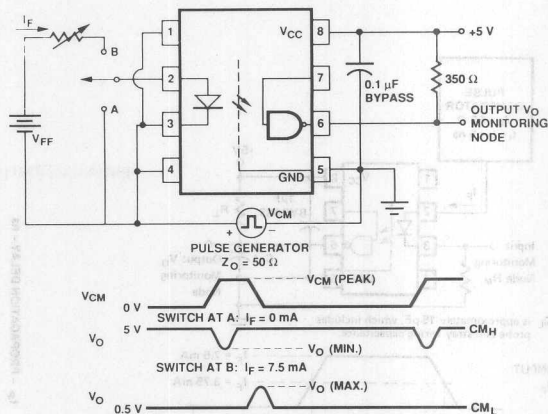 I_F
B
A
V_FF
1
2
3
4
V_CC
GND
8
7
6
5
+5 V
0.1 μF
BYPASS
350 Ω
OUTPUT V_O
MONITORING
NODE
+ V_CM −
PULSE GENERATOR
Z_O = 50 Ω
V_CM (PEAK)
V_CM
0 V
SWITCH AT A: I_F = 0 mA
5 V
CM_H
V_O
V_O (MIN.)
SWITCH AT B: I_F = 7.5 mA
V_O (MAX.)
V_O
0.5 V
CM_L